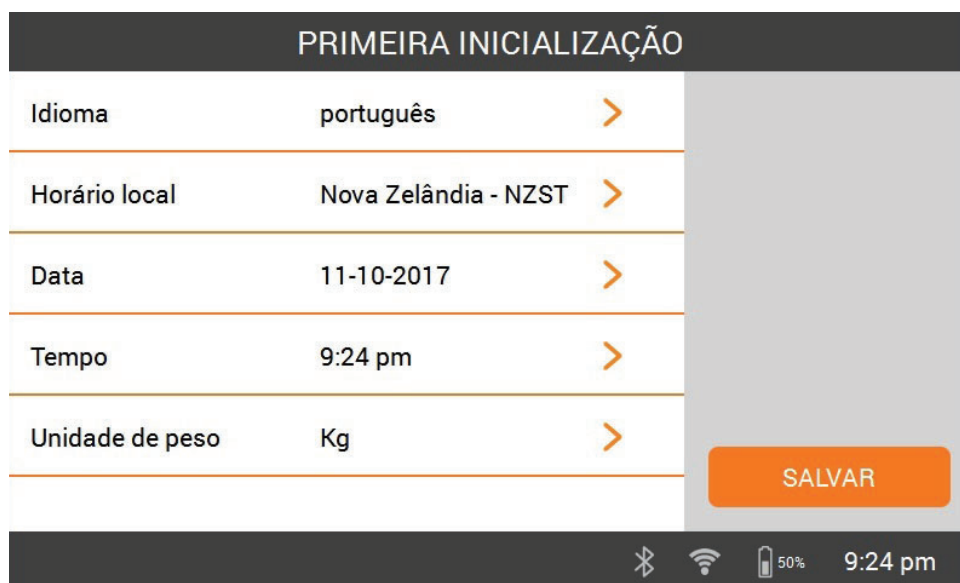 PRIMEIRA INICIALIZAÇÃO
Idioma português
Horário local Nova Zelândia - NZST
Data 11-10-2017
Tempo 9:24 pm
Unidade de peso Kg
SALVAR
50% 9:24 pm